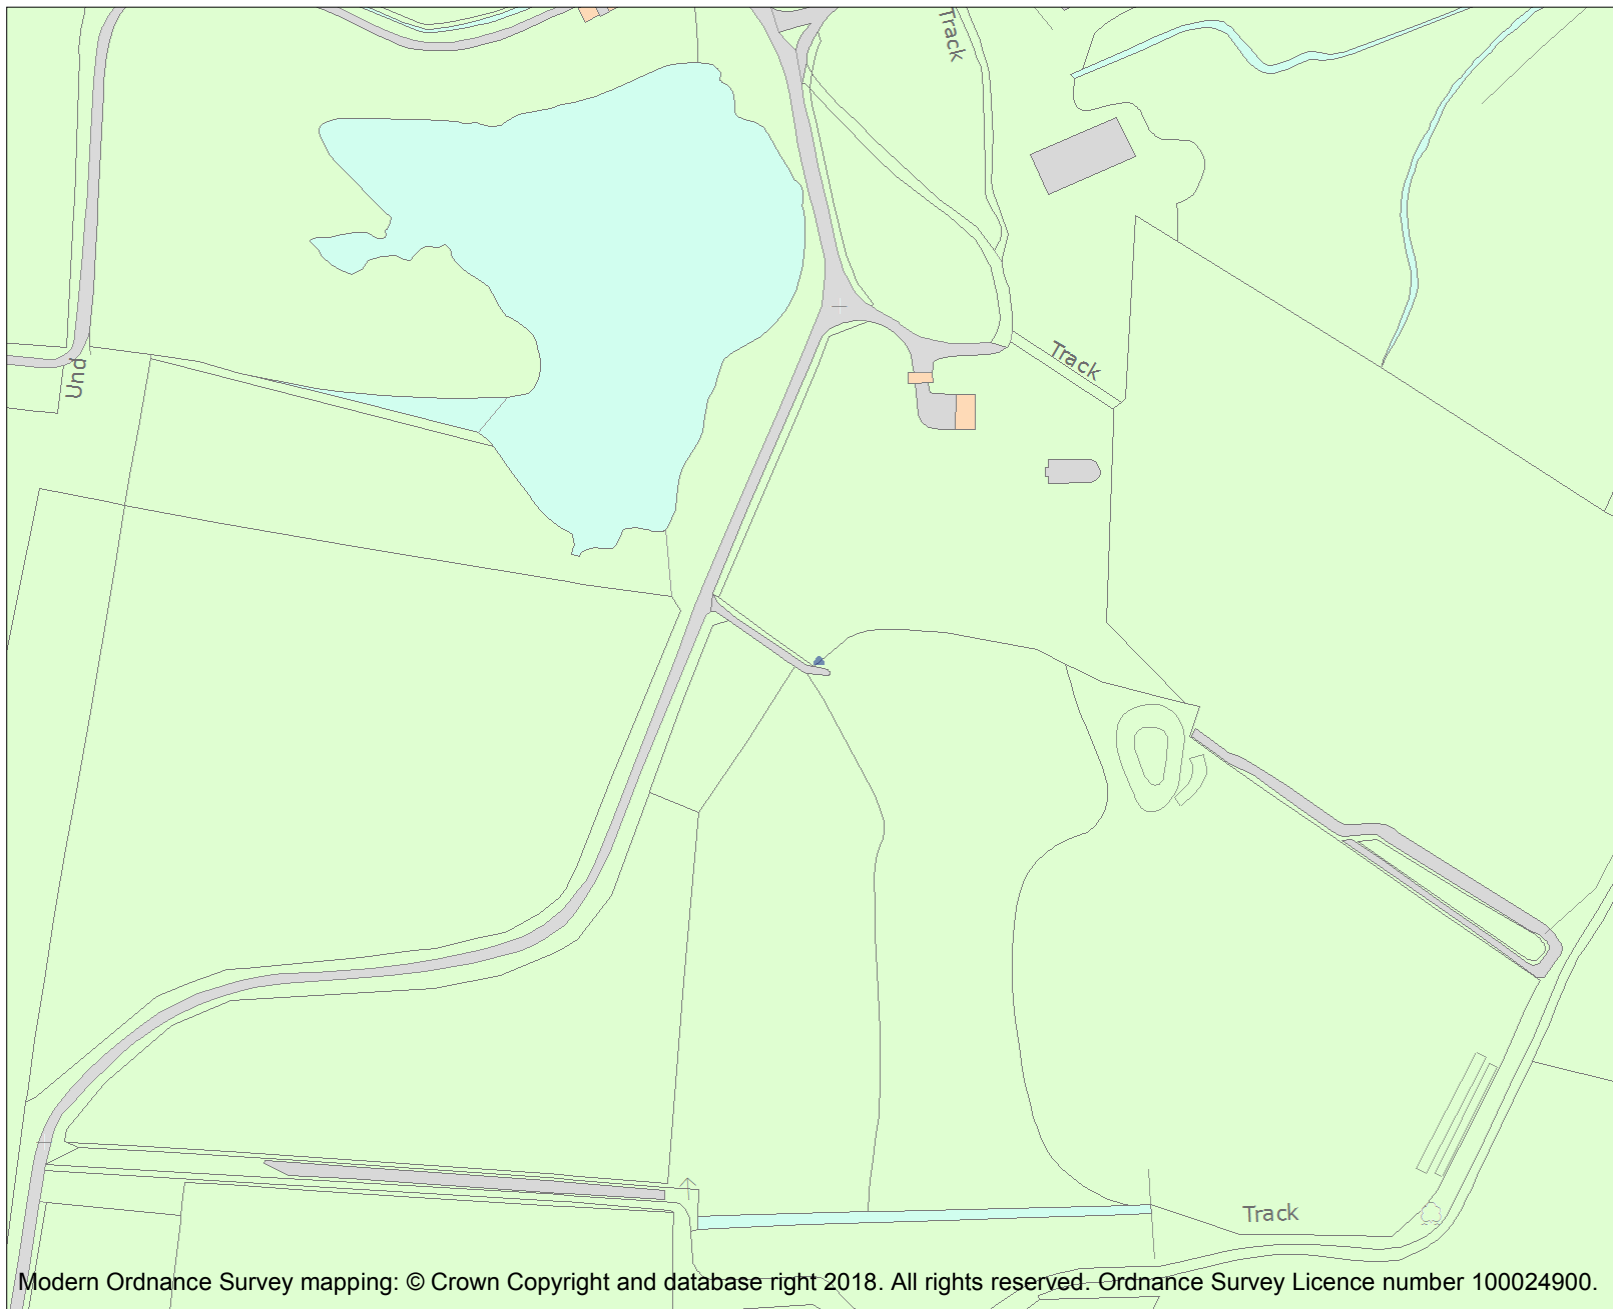 Track
Track
Und
Track
Modern Ordnance Survey mapping: © Crown Copyright and database right 2018. All rights reserved. Ordnance Survey Licence number 100024900.